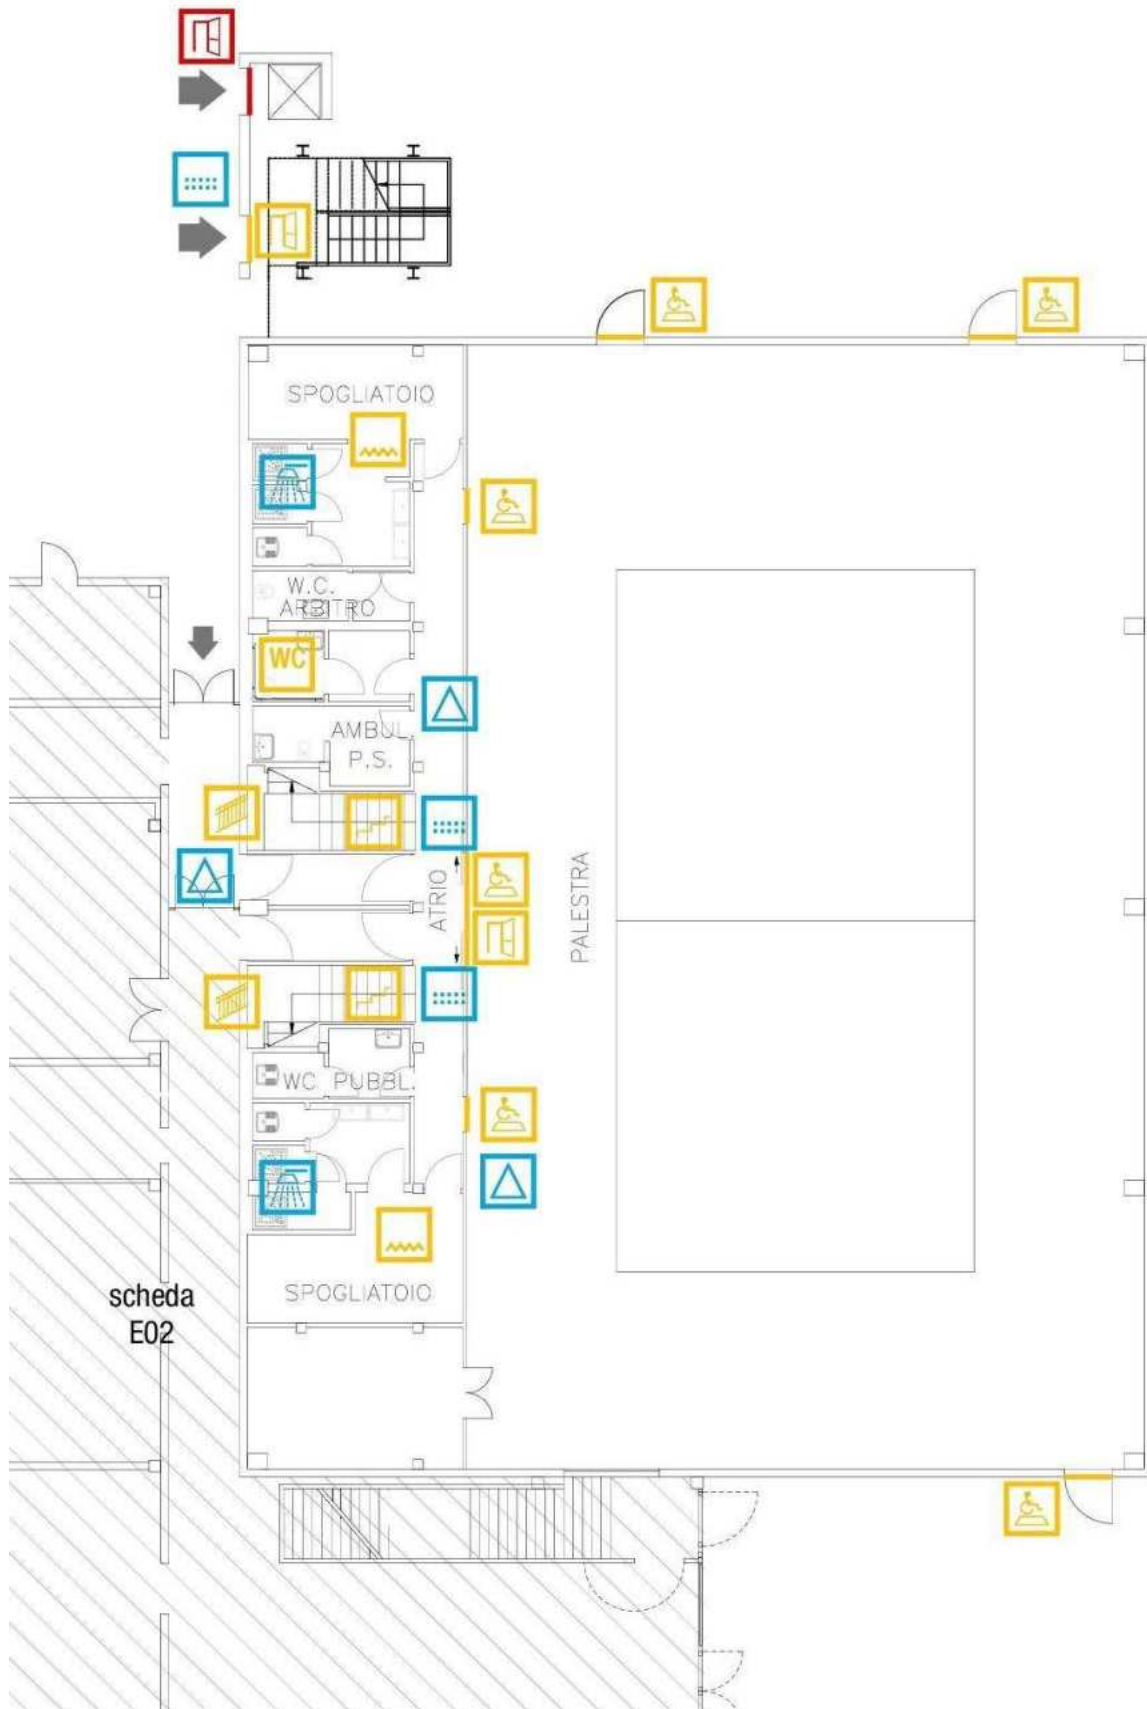 SPOGLIATOIO
W.C.
ARBITRO
WC
AMBUL.
P.S.
ATRIO
PALESTRA
WC PUBBL.
SPOGLIATOIO
scheda
E02